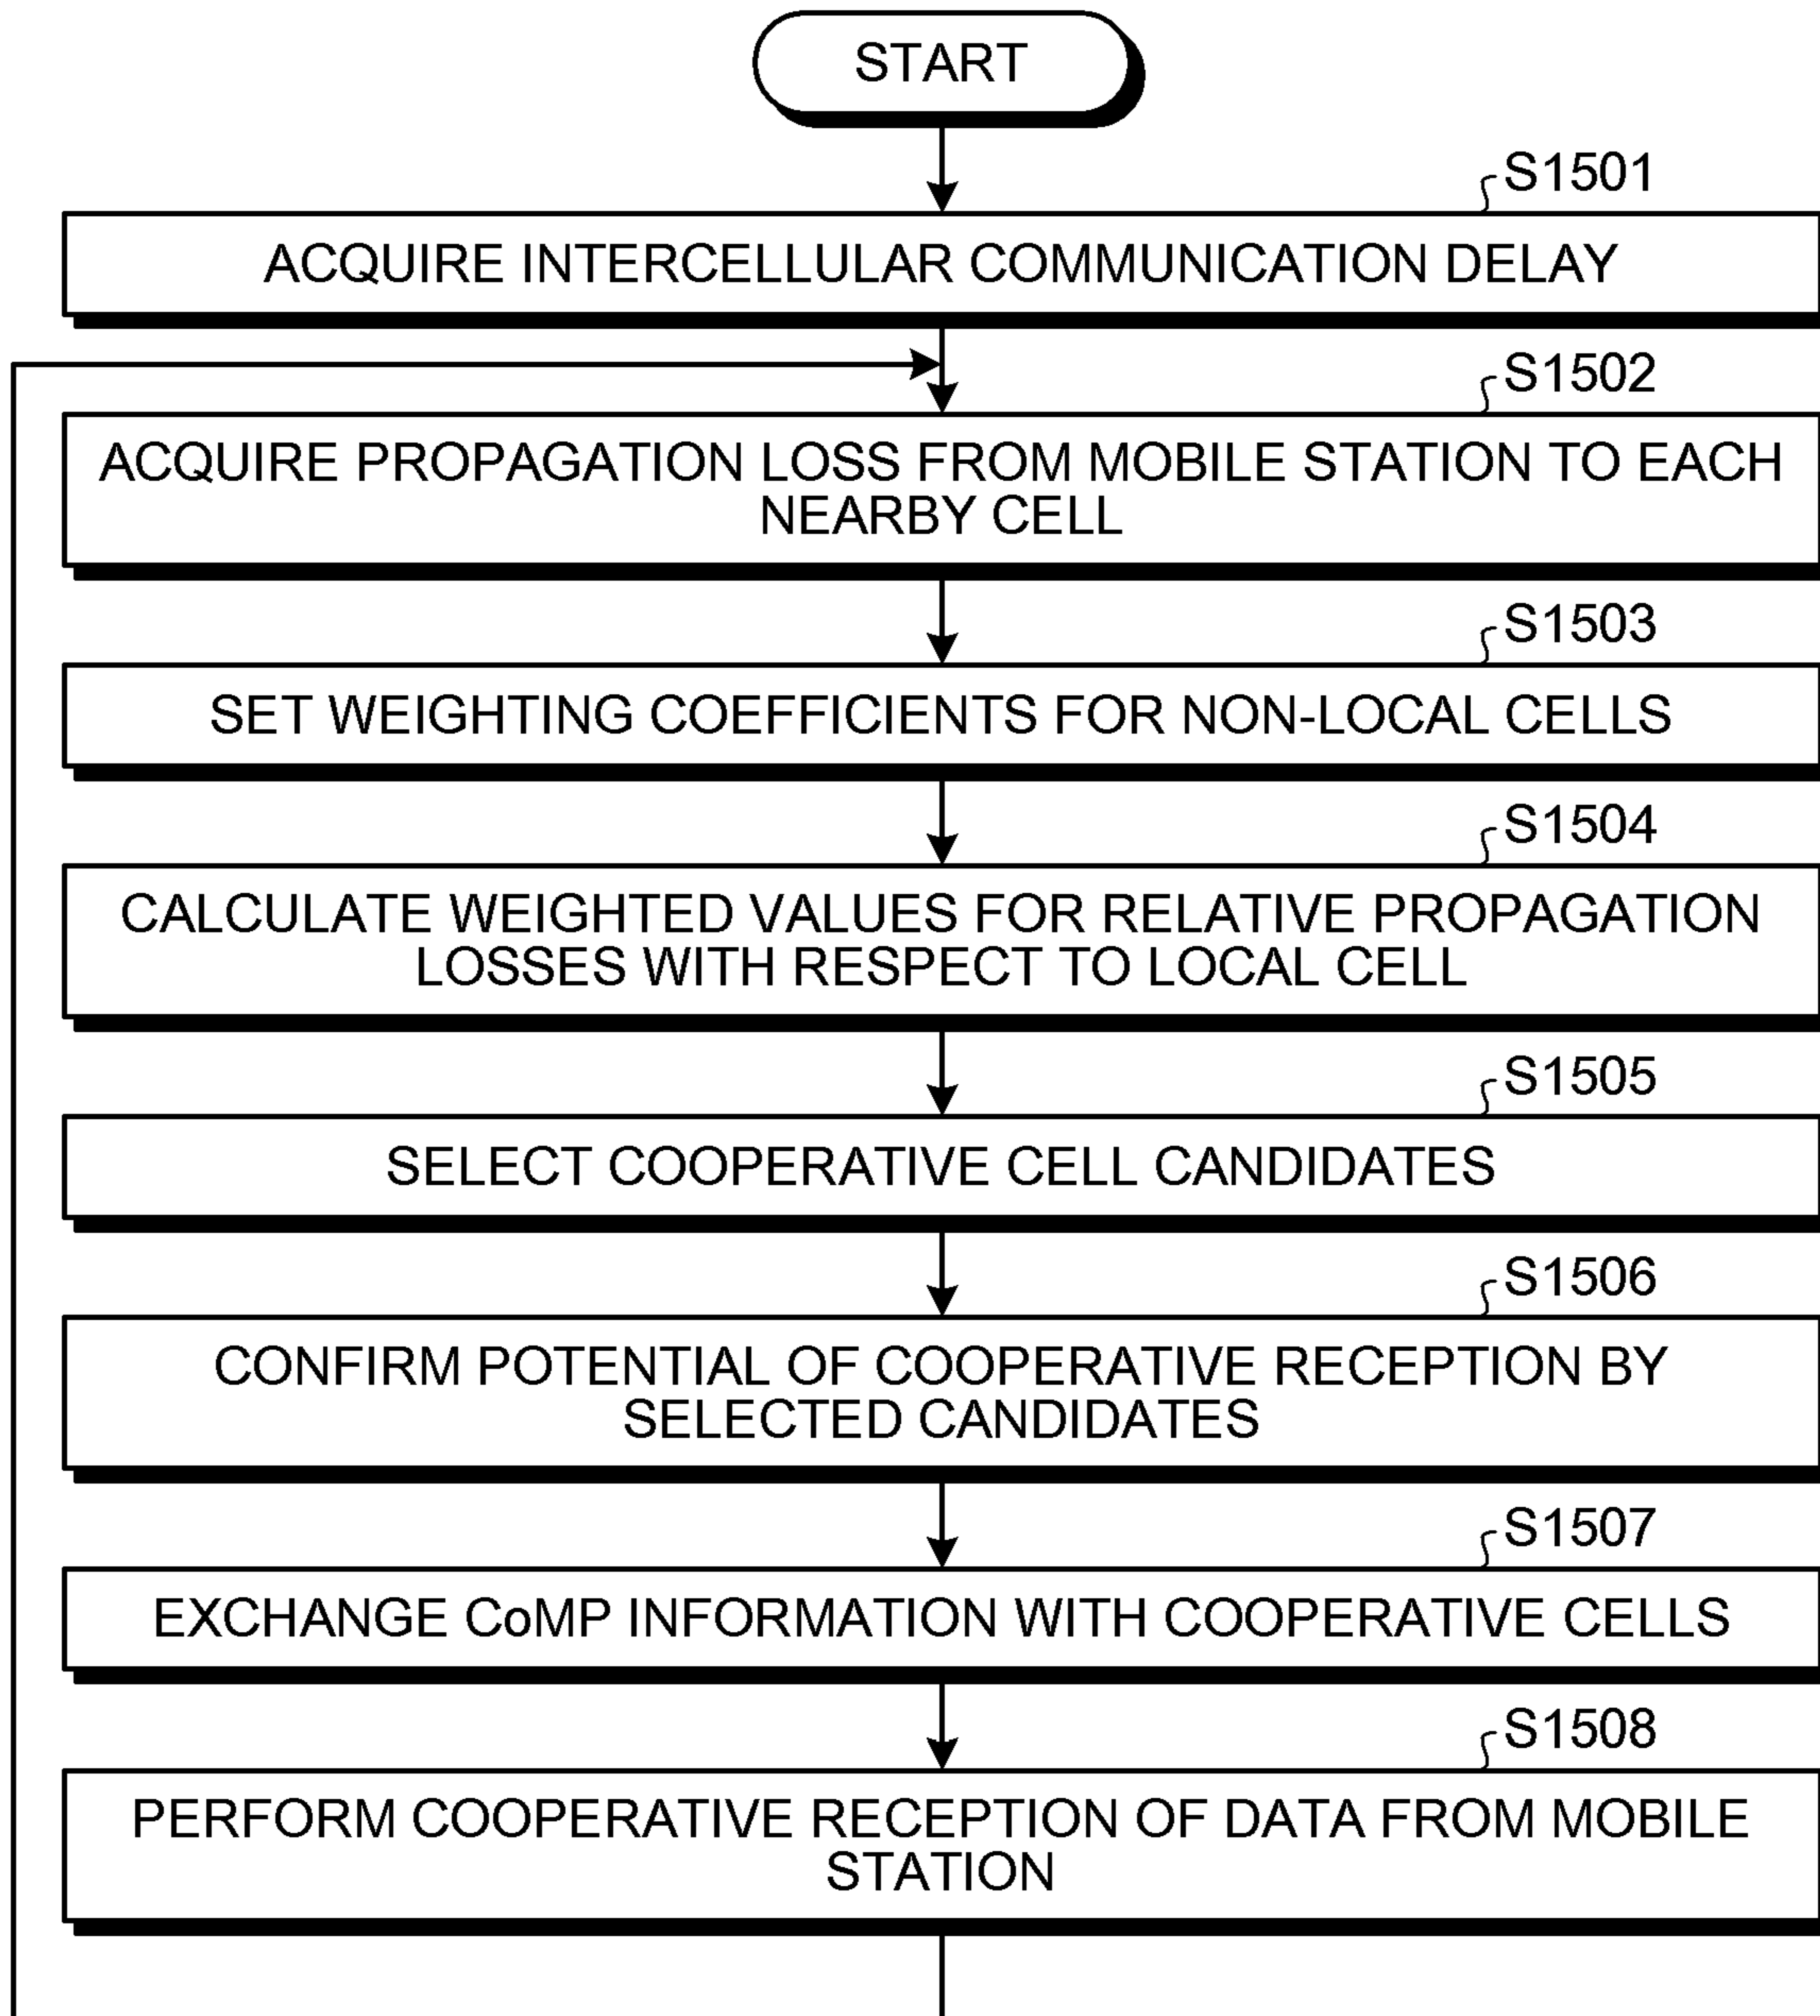 START
S1501
ACQUIRE INTERCELLULAR COMMUNICATION DELAY
S1502
ACQUIRE PROPAGATION LOSS FROM MOBILE STATION TO EACH
NEARBY CELL
S1503
SET WEIGHTING COEFFICIENTS FOR NON-LOCAL CELLS
S1504
CALCULATE WEIGHTED VALUES FOR RELATIVE PROPAGATION
LOSSES WITH RESPECT TO LOCAL CELL
S1505
SELECT COOPERATIVE CELL CANDIDATES
S1506
CONFIRM POTENTIAL OF COOPERATIVE RECEPTION BY
SELECTED CANDIDATES
S1507
EXCHANGE CoMP INFORMATION WITH COOPERATIVE CELLS
S1508
PERFORM COOPERATIVE RECEPTION OF DATA FROM MOBILE
STATION